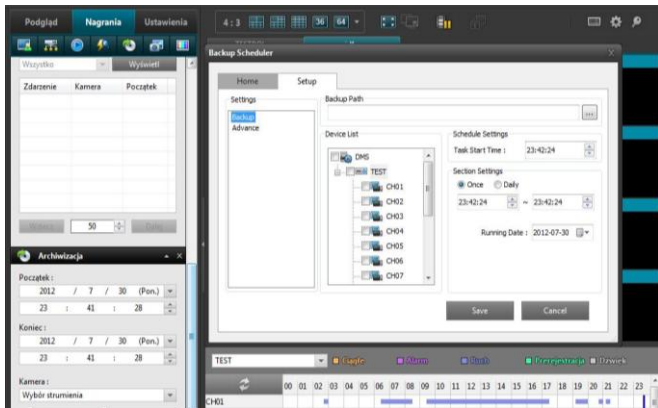 Podgląd Nagrania Ustawienia
4 : 3 36 64
Wszystko Wyświetl
Zdarzenie Kamera Początek
50
Archiwizacja
Początek :
2012 / 7 / 30 (Pon.)
23 : 41 : 28
Koniec :
2012 / 7 / 30 (Pon.)
23 : 41 : 28
Kamera :
Wybór strumienia
Backup Scheduler
Home Setup
Settings
Backup
Advance
Backup Path
...
Device List
DMS
TEST
CH01
CH02
CH03
CH04
CH05
CH06
CH07
Schedule Settings
Task Start Time : 23:42:24
Section Settings
Once Daily
23:42:24 ~ 23:42:24
Running Date : 2012-07-30
Save Cancel
TEST Ciągłe Alarm Ruch Prerejestracja Dźwięk
00 01 02 03 04 05 06 07 08 09 10 11 12 13 14 15 16 17 18 19 20 21 22 23
CH01